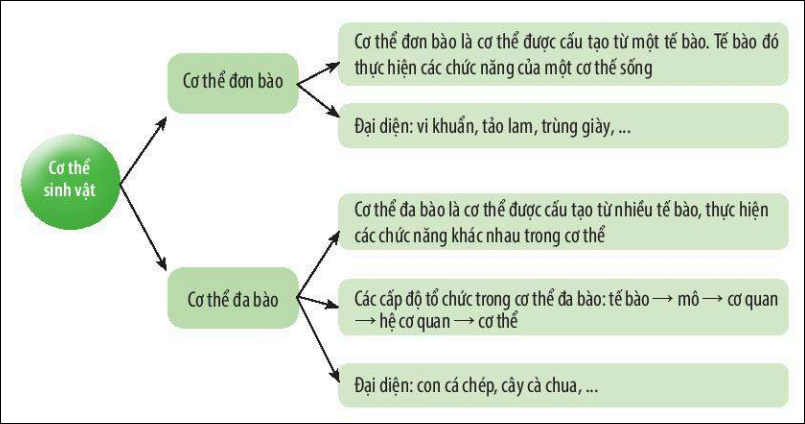 Cơ thể
sinh vật
Cơ thể đơn bào
Cơ thể đơn bào là cơ thể được cấu tạo từ một tế bào. Tế bào đó
thực hiện các chức năng của một cơ thế sống
Đại diện: vi khuẩn, tảo lam, trùng giày, ...
Cơ thể đa bào
Cơ thể đa bào là cơ thể được cấu tạo từ nhiều tế bào, thực hiện
các chức năng khác nhau trong cơ thể
Các cấp độ tổ chức trong cơ thể đa bào: tế bào → mô → cơ quan
→ hệ cơ quan → cơ thể
Đại diện: con cá chép, cây cà chua, ...